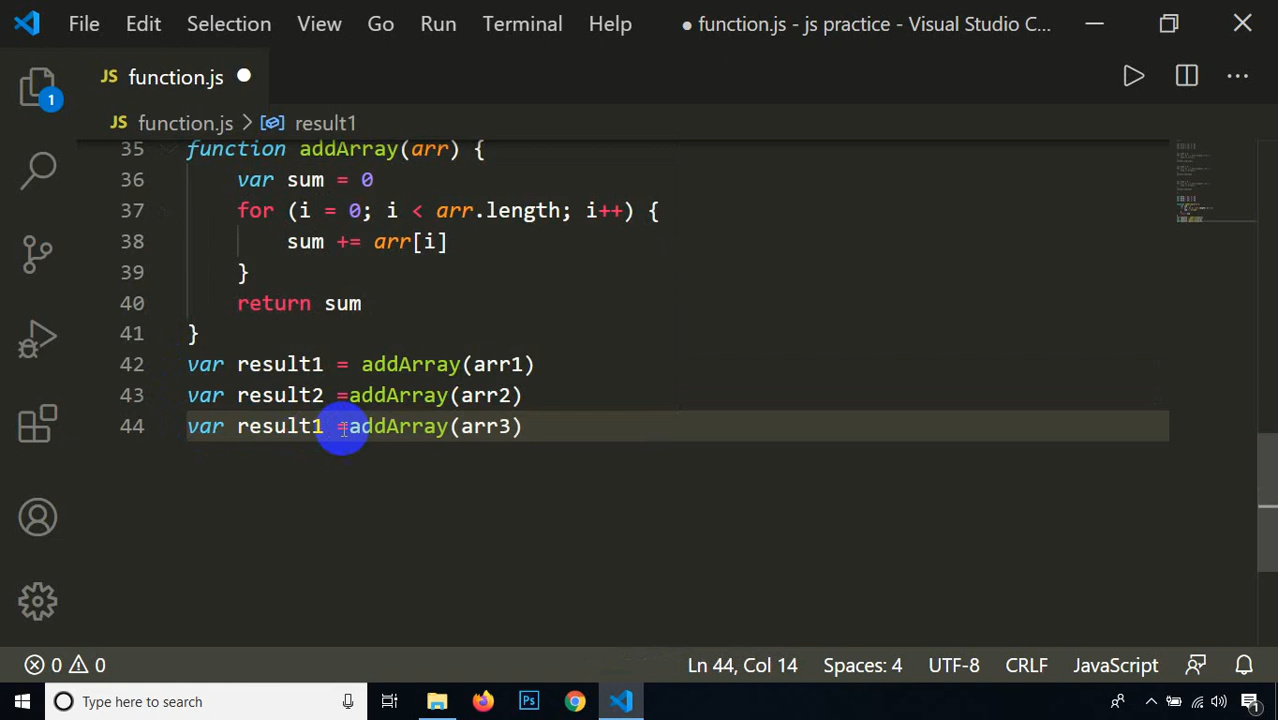 File Edit Selection View Go Run Terminal Help ● function.js - js practice - Visual Studio C...
JS function.js ●
1
JS function.js > result1
35 function addArray(arr) {
36 var sum = 0
37 for (i = 0; i < arr.length; i++) {
38 sum += arr[i]
39 }
40 return sum
41 }
42 var result1 = addArray(arr1)
43 var result2 =addArray(arr2)
44 var result1 =addArray(arr3)
0 0 Ln 44, Col 14 Spaces: 4 UTF-8 CRLF JavaScript
Type here to search Ps 1